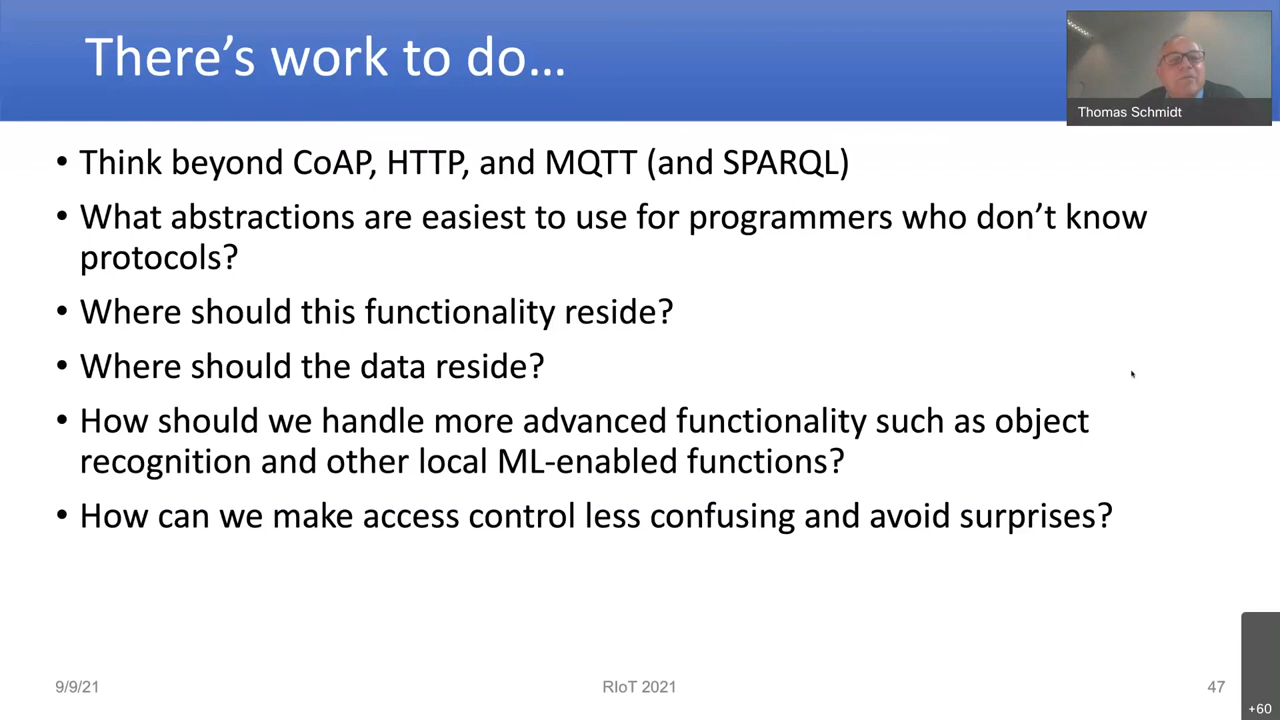 There's work to do…
Thomas Schmidt
• Think beyond CoAP, HTTP, and MQTT (and SPARQL)
• What abstractions are easiest to use for programmers who don't know
protocols?
• Where should this functionality reside?
• Where should the data reside?
• How should we handle more advanced functionality such as object
recognition and other local ML-enabled functions?
• How can we make access control less confusing and avoid surprises?
9/9/21
RIoT 2021
47
+60